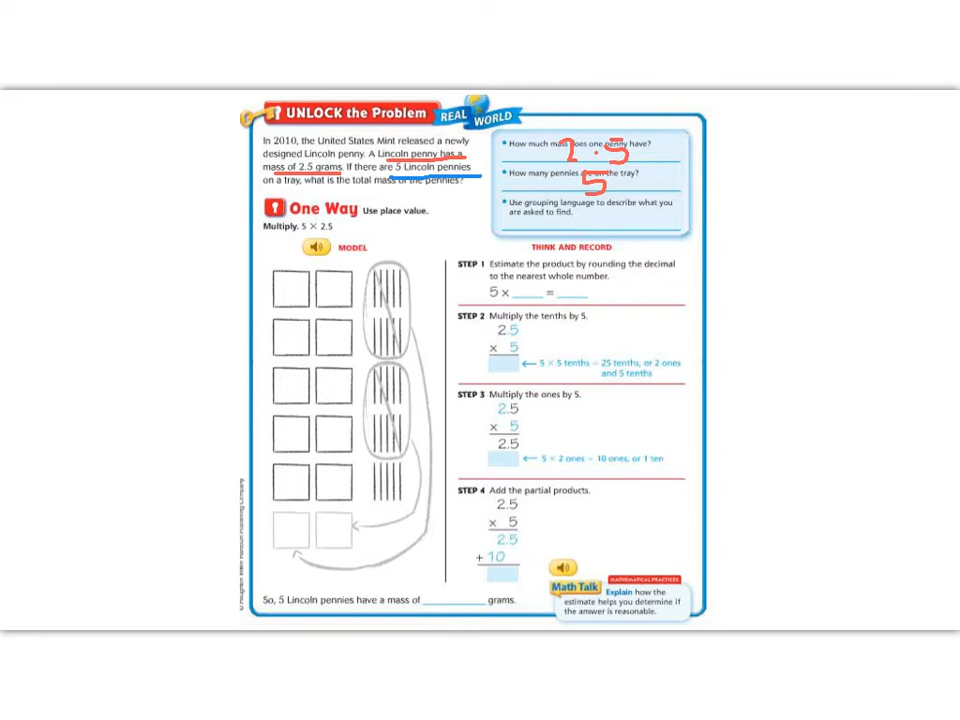 UNLOCK the Problem REAL WORLD
In 2010, the United States Mint released a newly
designed Lincoln penny. A Lincoln penny has a
mass of 2.5 grams. If there are 5 Lincoln pennies
on a tray, what is the total mass of the pennies?
• How much mass does one penny have?
2.5
• How many pennies are on the tray?
5
• Use grouping language to describe what you
are asked to find.
One Way Use place value.
Multiply. 5 × 2.5
MODEL
THINK AND RECORD
STEP 1 Estimate the product by rounding the decimal
to the nearest whole number.
5 × ____ = ____
STEP 2 Multiply the tenths by 5.
2.5
× 5
← 5 × 5 tenths = 25 tenths, or 2 ones
and 5 tenths
STEP 3 Multiply the ones by 5.
2.5
× 5
2.5
← 5 × 2 ones = 10 ones, or 1 ten
STEP 4 Add the partial products.
2.5
× 5
2.5
+ 10
So, 5 Lincoln pennies have a mass of ____ grams.
Math Talk MATHEMATICAL PRACTICES
Explain how the
estimate helps you determine if
the answer is reasonable.
© Houghton Mifflin Harcourt Publishing Company